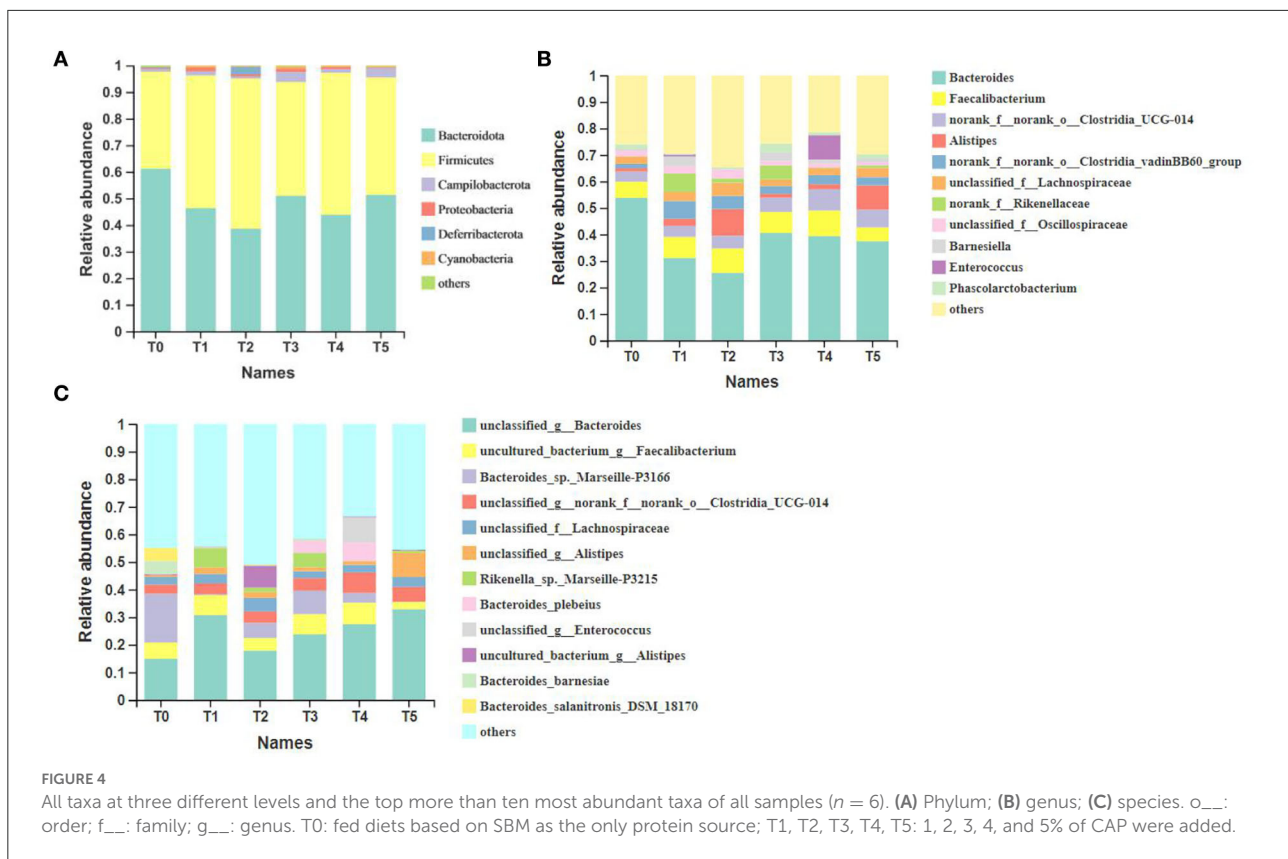 A
Relative abundance
1
0.9
0.8
0.7
0.6
0.5
0.4
0.3
0.2
0.1
0
T0 T1 T2 T3 T4 T5
Names
Bacteroidota
Firmicutes
Campilobacterota
Proteobacteria
Deferribacterota
Cyanobacteria
others
B
Relative abundance
1
0.9
0.8
0.7
0.6
0.5
0.4
0.3
0.2
0.1
0
T0 T1 T2 T3 T4 T5
Names
Bacteroides
Faecalibacterium
norank_f__norank_o__Clostridia_UCG-014
Alistipes
norank_f__norank_o__Clostridia_vadinBB60_group
unclassified_f__Lachnospiraceae
norank_f__Rikenellaceae
unclassified_f__Oscillospiraceae
Barnesiella
Enterococcus
Phascolarctobacterium
others
C
Relative abundance
1
0.9
0.8
0.7
0.6
0.5
0.4
0.3
0.2
0.1
0
T0 T1 T2 T3 T4 T5
Names
unclassified_g__Bacteroides
uncultured_bacterium_g__Faecalibacterium
Bacteroides_sp._Marseille-P3166
unclassified_g__norank_f__norank_o__Clostridia_UCG-014
unclassified_f__Lachnospiraceae
unclassified_g__Alistipes
Rikenella_sp._Marseille-P3215
Bacteroides_plebeius
unclassified_g__Enterococcus
uncultured_bacterium_g__Alistipes
Bacteroides_barnesiae
Bacteroides_salanitronis_DSM_18170
others
FIGURE 4
All taxa at three different levels and the top more than ten most abundant taxa of all samples (n = 6). (A) Phylum; (B) genus; (C) species. o__:
order; f__: family; g__: genus. T0: fed diets based on SBM as the only protein source; T1, T2, T3, T4, T5: 1, 2, 3, 4, and 5% of CAP were added.